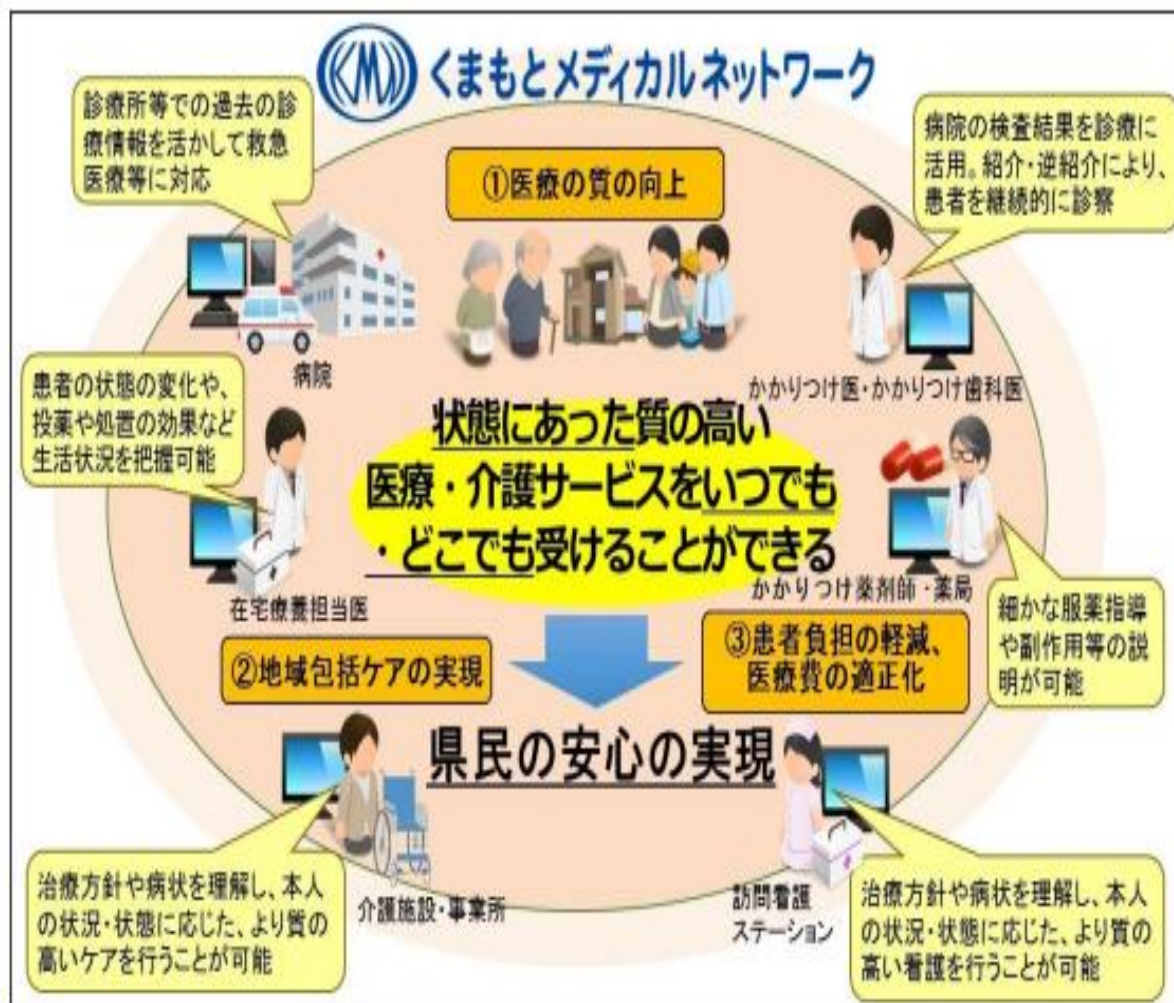 KMN くまもとメディカルネットワーク
診療所等での過去の診
療情報を活かして救急
医療等に対応
①医療の質の向上
病院の検査結果を診療に
活用。紹介・逆紹介により、
患者を継続的に診察
病院
かかりつけ医・かかりつけ歯科医
患者の状態の変化や、
投薬や処置の効果など
生活状況を把握可能
状態にあった質の高い
医療・介護サービスをいつでも
・どこでも受けることができる
在宅療養担当医
かかりつけ薬剤師・薬局
細かな服薬指導
や副作用等の説
明が可能
②地域包括ケアの実現
③患者負担の軽減、
医療費の適正化
県民の安心の実現
治療方針や病状を理解し、本人
の状況・状態に応じた、より質の
高いケアを行うことが可能
介護施設・事業所
訪問看護
ステーション
治療方針や病状を理解し、本人
の状況・状態に応じた、より質の
高い看護を行うことが可能